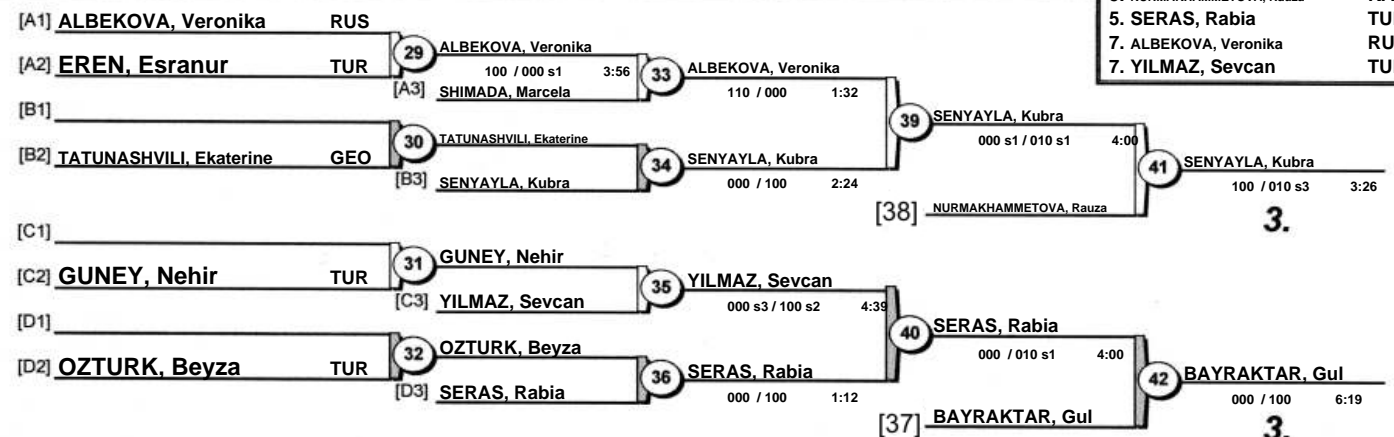 5. SERAS, Rabia
7. ALBEKOVA, Veronika
7. YILMAZ, Sevcan
[A1] ALBEKOVA, Veronika RUS
[A2] EREN, Esranur TUR
29 ALBEKOVA, Veronika
100 / 000 s1 3:56
[A3] SHIMADA, Marcela
33 ALBEKOVA, Veronika
110 / 000 1:32
[B1]
[B2] TATUNASHVILI, Ekaterine GEO
30 TATUNASHVILI, Ekaterine
[B3] SENYAYLA, Kubra
34 SENYAYLA, Kubra
000 / 100 2:24
39 SENYAYLA, Kubra
000 s1 / 010 s1 4:00
[38] NURMAKHAMMETOVA, Rauza
41 SENYAYLA, Kubra
100 / 010 s3 3:26
3.
[C1]
[C2] GUNEY, Nehir TUR
31 GUNEY, Nehir
[C3] YILMAZ, Sevcan
35 YILMAZ, Sevcan
000 s3 / 100 s2 4:39
[D1]
[D2] OZTURK, Beyza TUR
32 OZTURK, Beyza
[D3] SERAS, Rabia
36 SERAS, Rabia
000 / 100 1:12
40 SERAS, Rabia
000 / 010 s1 4:00
[37] BAYRAKTAR, Gul
42 BAYRAKTAR, Gul
000 / 100 6:19
3.